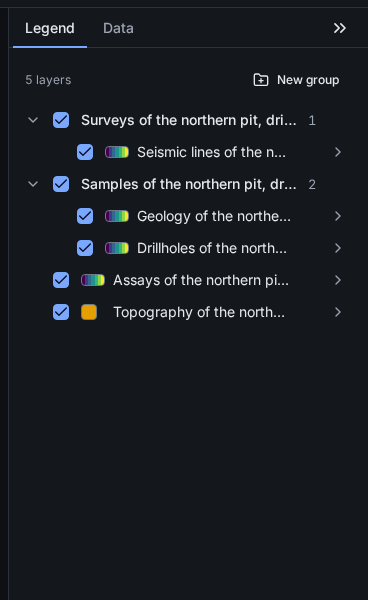 Legend Data
5 layers New group
Surveys of the northern pit, dri... 1
Seismic lines of the n...
Samples of the northern pit, dr... 2
Geology of the northe...
Drillholes of the north...
Assays of the northern pi...
Topography of the north...